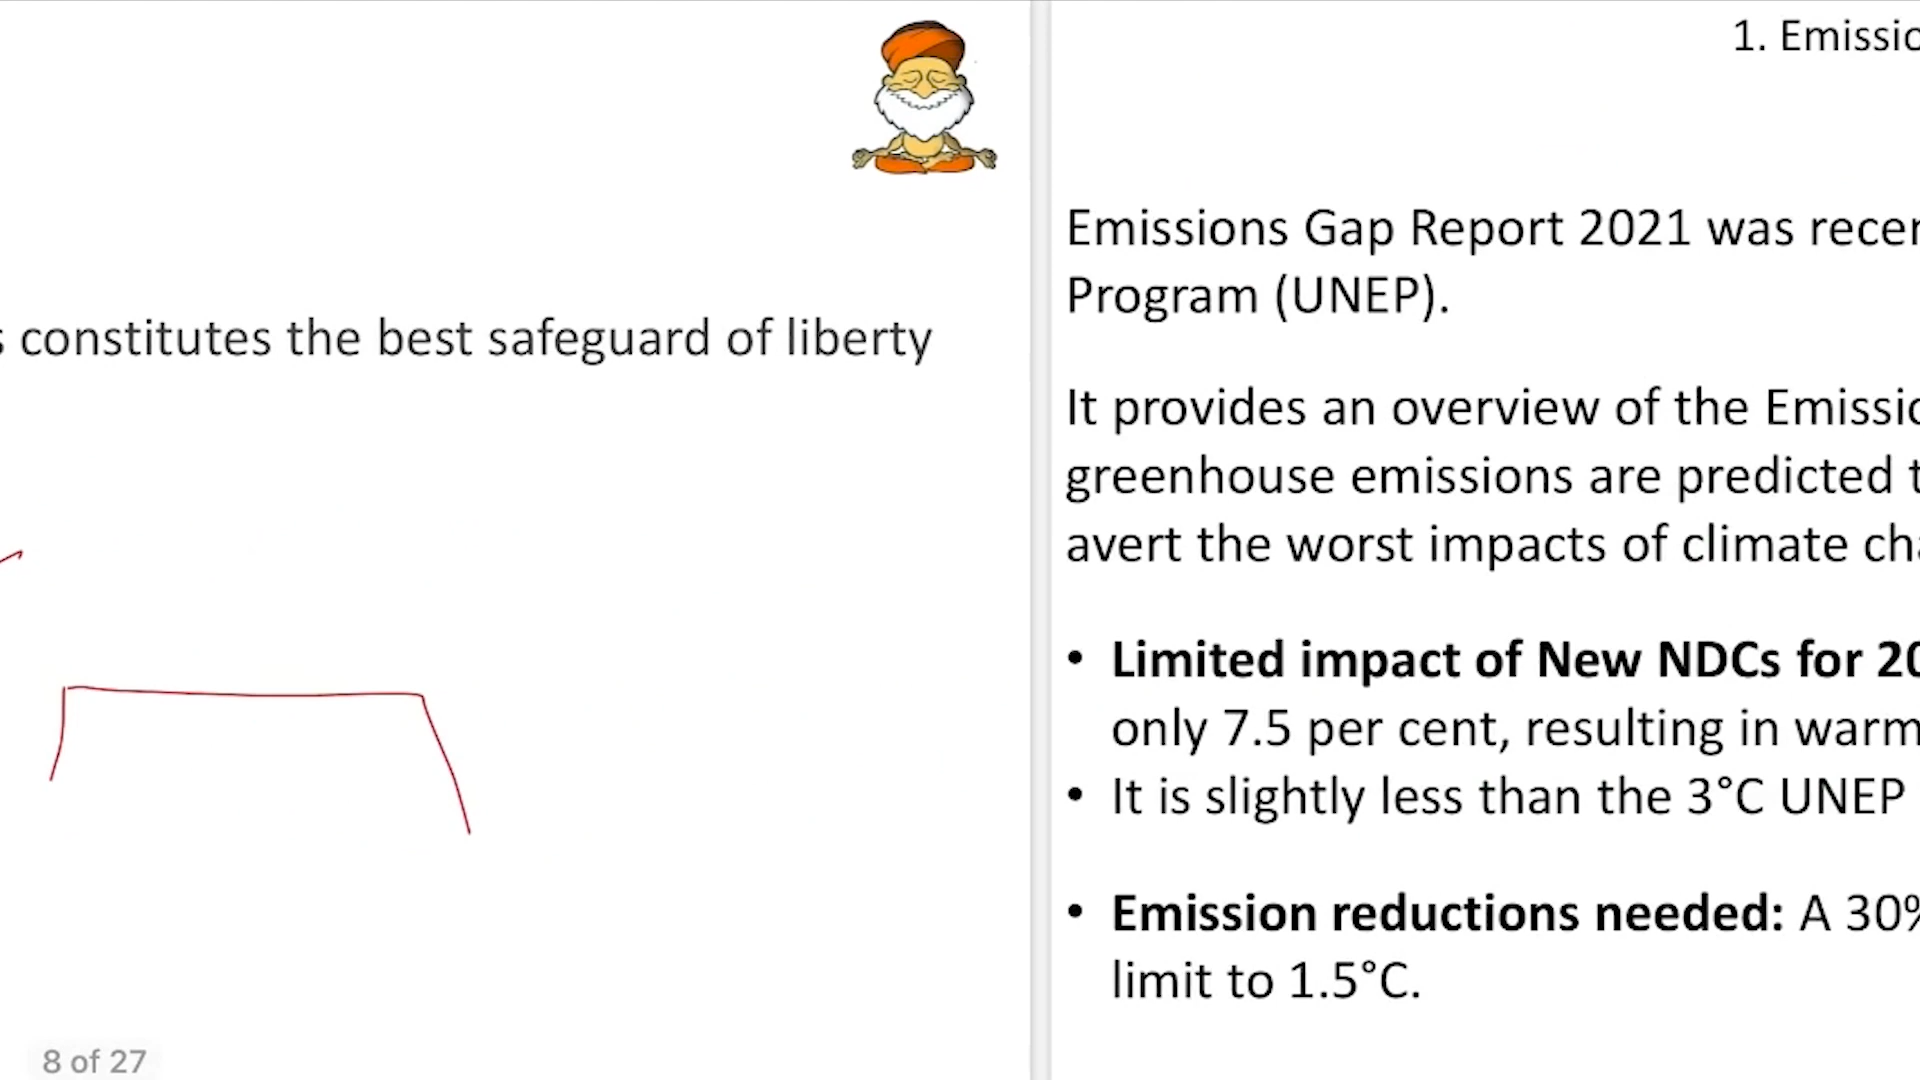 constitutes the best safeguard of liberty
8 of 27
1. Emissio
Emissions Gap Report 2021 was recen
Program (UNEP).
It provides an overview of the Emissio
greenhouse emissions are predicted t
avert the worst impacts of climate cha
• Limited impact of New NDCs for 20
only 7.5 per cent, resulting in warm
• It is slightly less than the 3°C UNEP
• Emission reductions needed: A 30%
limit to 1.5°C.